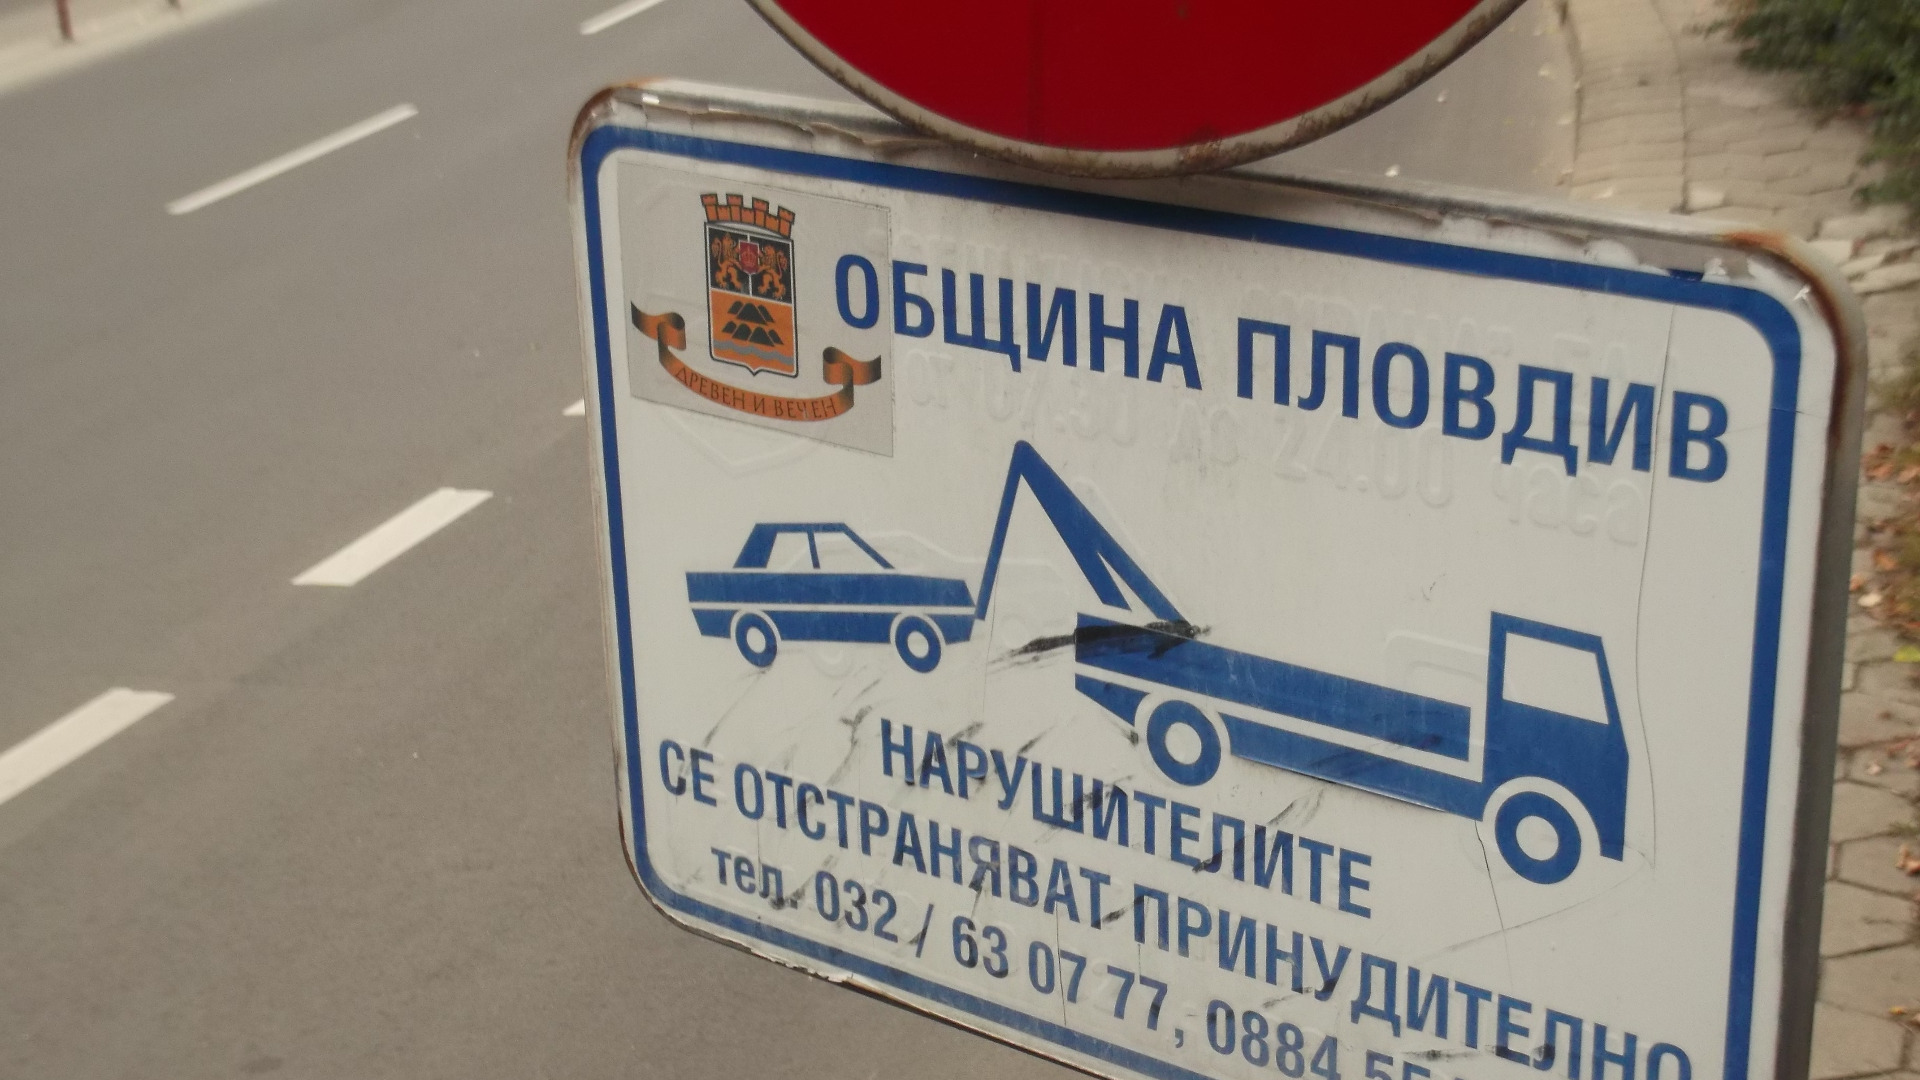 ОБЩИНА ПЛОВДИВ
ДРЕВЕН И ВЕЧЕН
НАРУШИТЕЛИТЕ
СЕ ОТСТРАНЯВАТ ПРИНУДИТЕЛНО
тел. 032 / 63 07 77, 0884